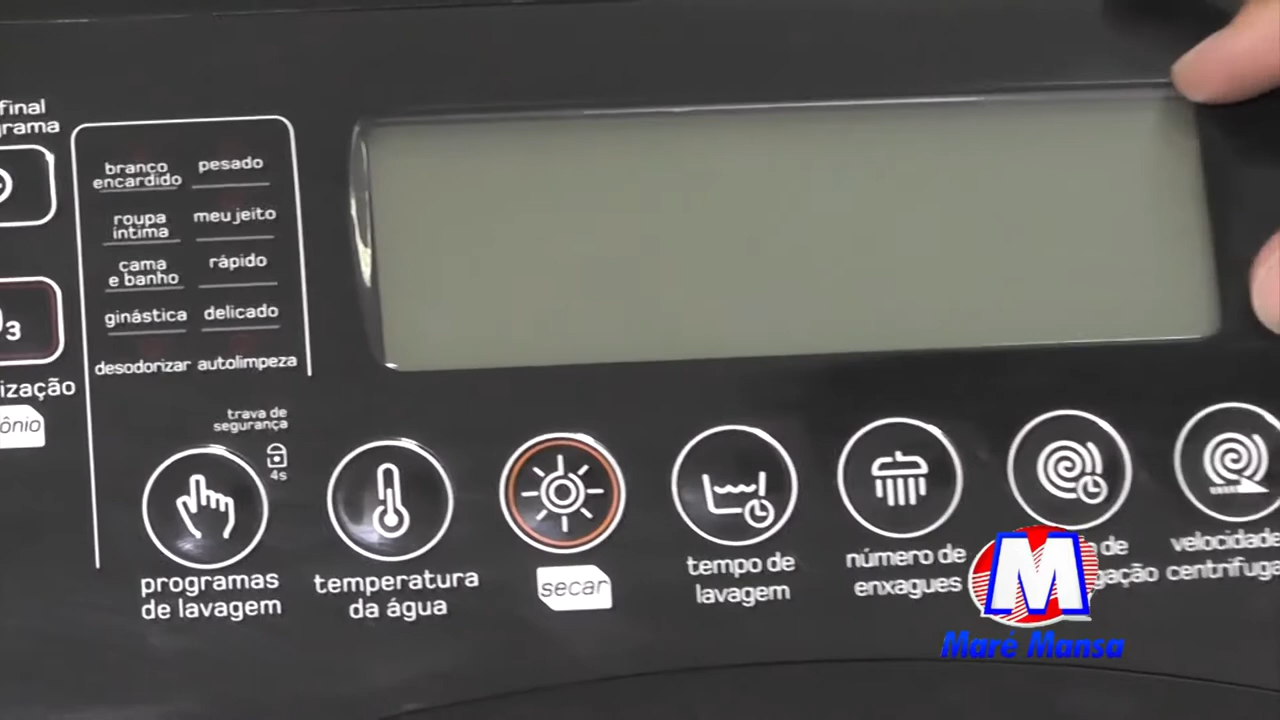 final
grama
branco
encardido
pesado
roupa
íntima
meu jeito
cama
e banho
rápido
ginástica
delicado
desodorizar
autolimpeza
3
ização
ônio
trava de
segurança
4s
programas
de lavagem
temperatura
da água
secar
tempo de
lavagem
número de
enxagues
de
gação
velocidade
centrifuga
M
Maré Mansa